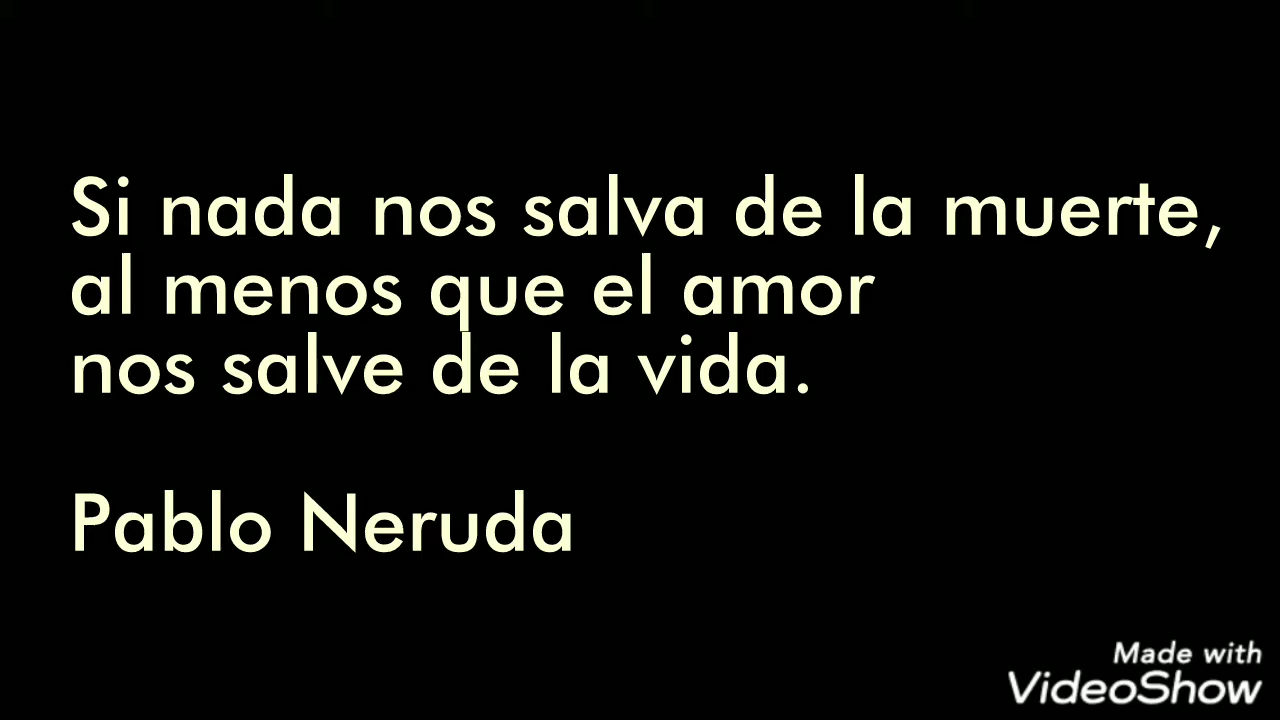 Si nada nos salva de la muerte,
al menos que el amor
nos salve de la vida.
Pablo Neruda
Made with
VideoShow